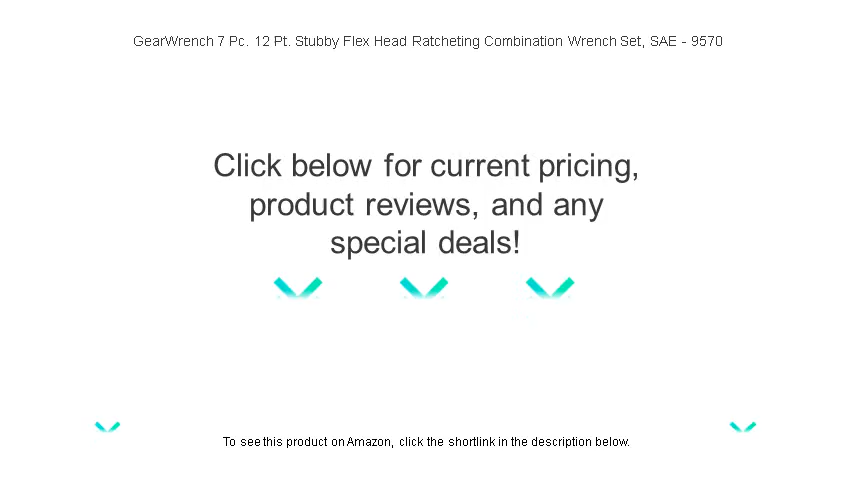 GearWrench 7 Pc. 12 Pt. Stubby Flex Head Ratcheting Combination Wrench Set, SAE - 9570
Click below for current pricing,
product reviews, and any
special deals!
To see this product on Amazon, click the shortlink in the description below.